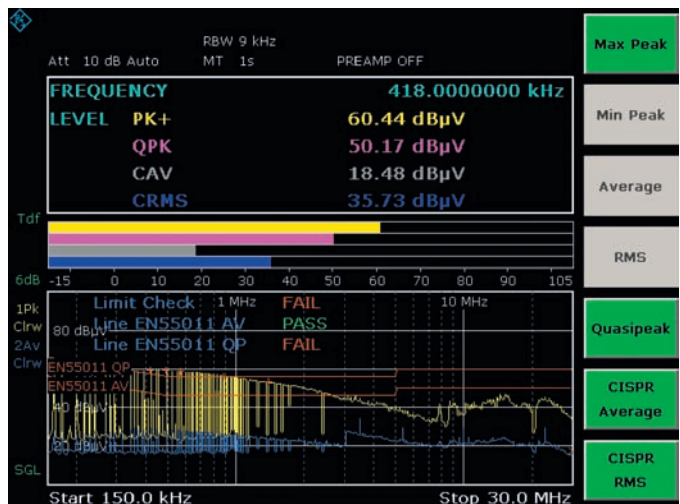 RBW 9 kHz
Att 10 dB Auto MT 1s PREAMP OFF
FREQUENCY 418.0000000 kHz
LEVEL PK+ 60.44 dBµV
QPK 50.17 dBµV
CAV 18.48 dBµV
CRMS 35.73 dBµV
Tdf
6dB -15 0 10 20 30 40 50 60 70 80 90 105
1Pk
Clrw
2Av
Clrw
Limit Check 1 MHz FAIL 10 MHz
Line EN55011 AV PASS
80 dBµV
Line EN55011 QP FAIL
EN55011 QP
EN55011 AV
40 dBµV
20 dBµV
SGL
Start 150.0 kHz Stop 30.0 MHz
Max Peak
Min Peak
Average
RMS
Quasipeak
CISPR
Average
CISPR
RMS